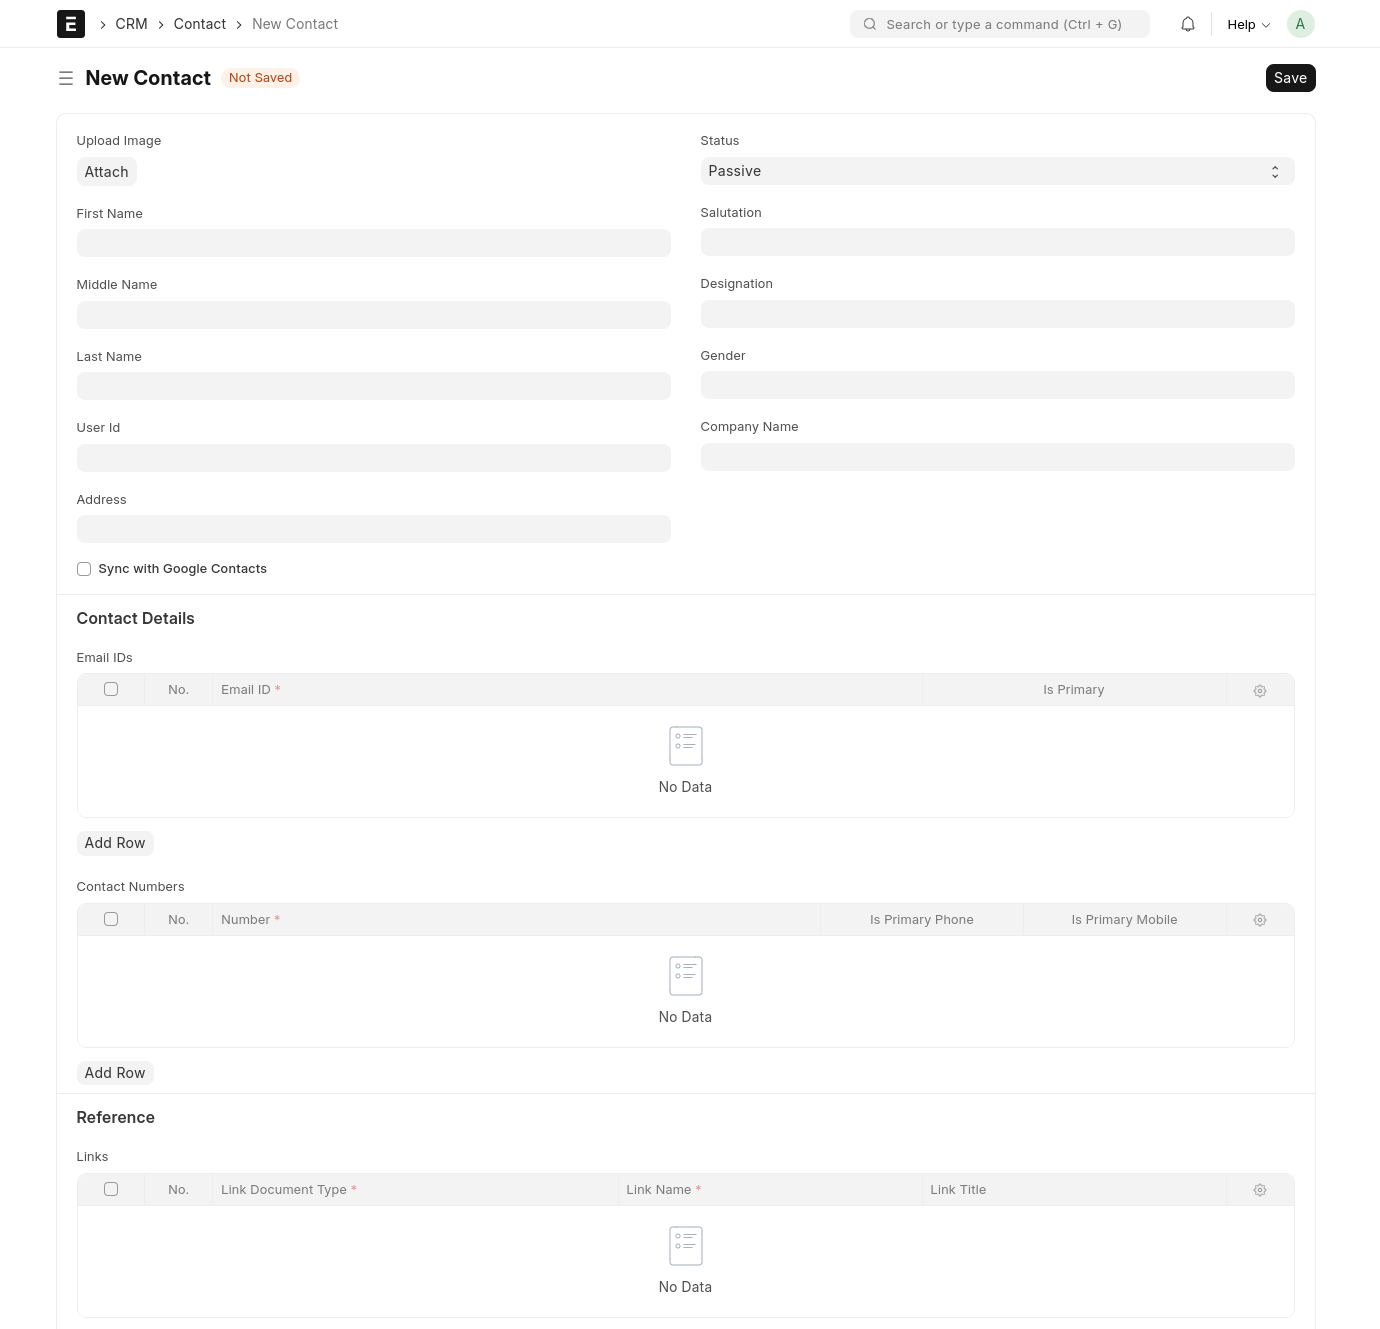 CRM
Contact
New Contact
Search or type a command (Ctrl + G)
Help
A
New Contact
Not Saved
Save
Upload Image
Attach
Status
Passive
First Name
Salutation
Middle Name
Designation
Last Name
Gender
User Id
Company Name
Address
Sync with Google Contacts
Contact Details
Email IDs
No.
Email ID *
Is Primary
No Data
Add Row
Contact Numbers
No.
Number *
Is Primary Phone
Is Primary Mobile
No Data
Add Row
Reference
Links
No.
Link Document Type *
Link Name *
Link Title
No Data